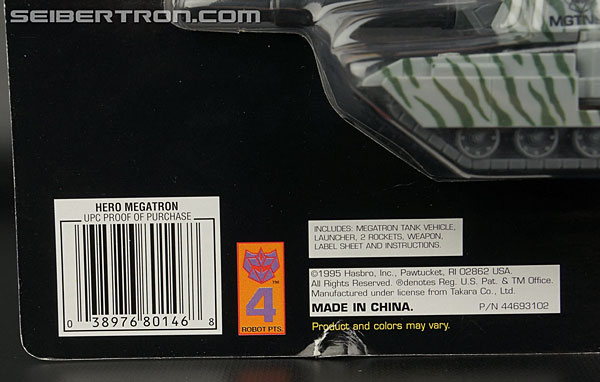 SEIBERTRON.COM
MGTN
HERO MEGATRON
UPC PROOF OF PURCHASE
0 38976 80146 8
TM
4
ROBOT PTS.
INCLUDES: MEGATRON TANK VEHICLE,
LAUNCHER, 2 ROCKETS, WEAPON,
LABEL SHEET AND INSTRUCTIONS.
©1995 Hasbro, Inc., Pawtucket, RI 02862 USA.
All Rights Reserved. ®denotes Reg. U.S. Pat. & TM Office.
Manufactured under license from Takara Co., Ltd.
MADE IN CHINA. P/N 44693102
Product and colors may vary.